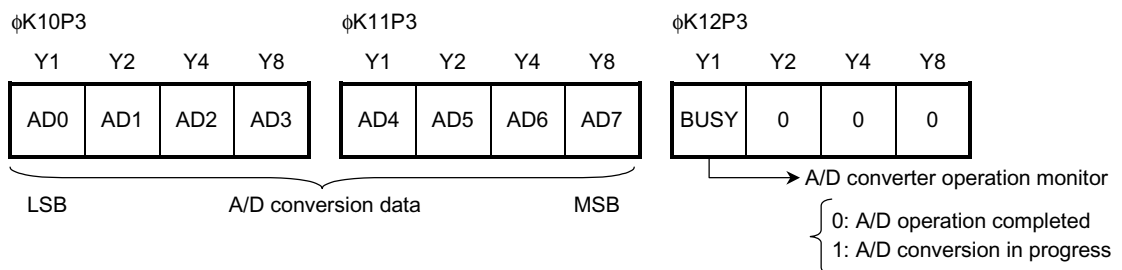 ϕK10P3 ϕK11P3 ϕK12P3
Y1 Y2 Y4 Y8 Y1 Y2 Y4 Y8 Y1 Y2 Y4 Y8
AD0 AD1 AD2 AD3 AD4 AD5 AD6 AD7 BUSY 0 0 0
A/D converter operation monitor
LSB A/D conversion data MSB
0: A/D operation completed
1: A/D conversion in progress